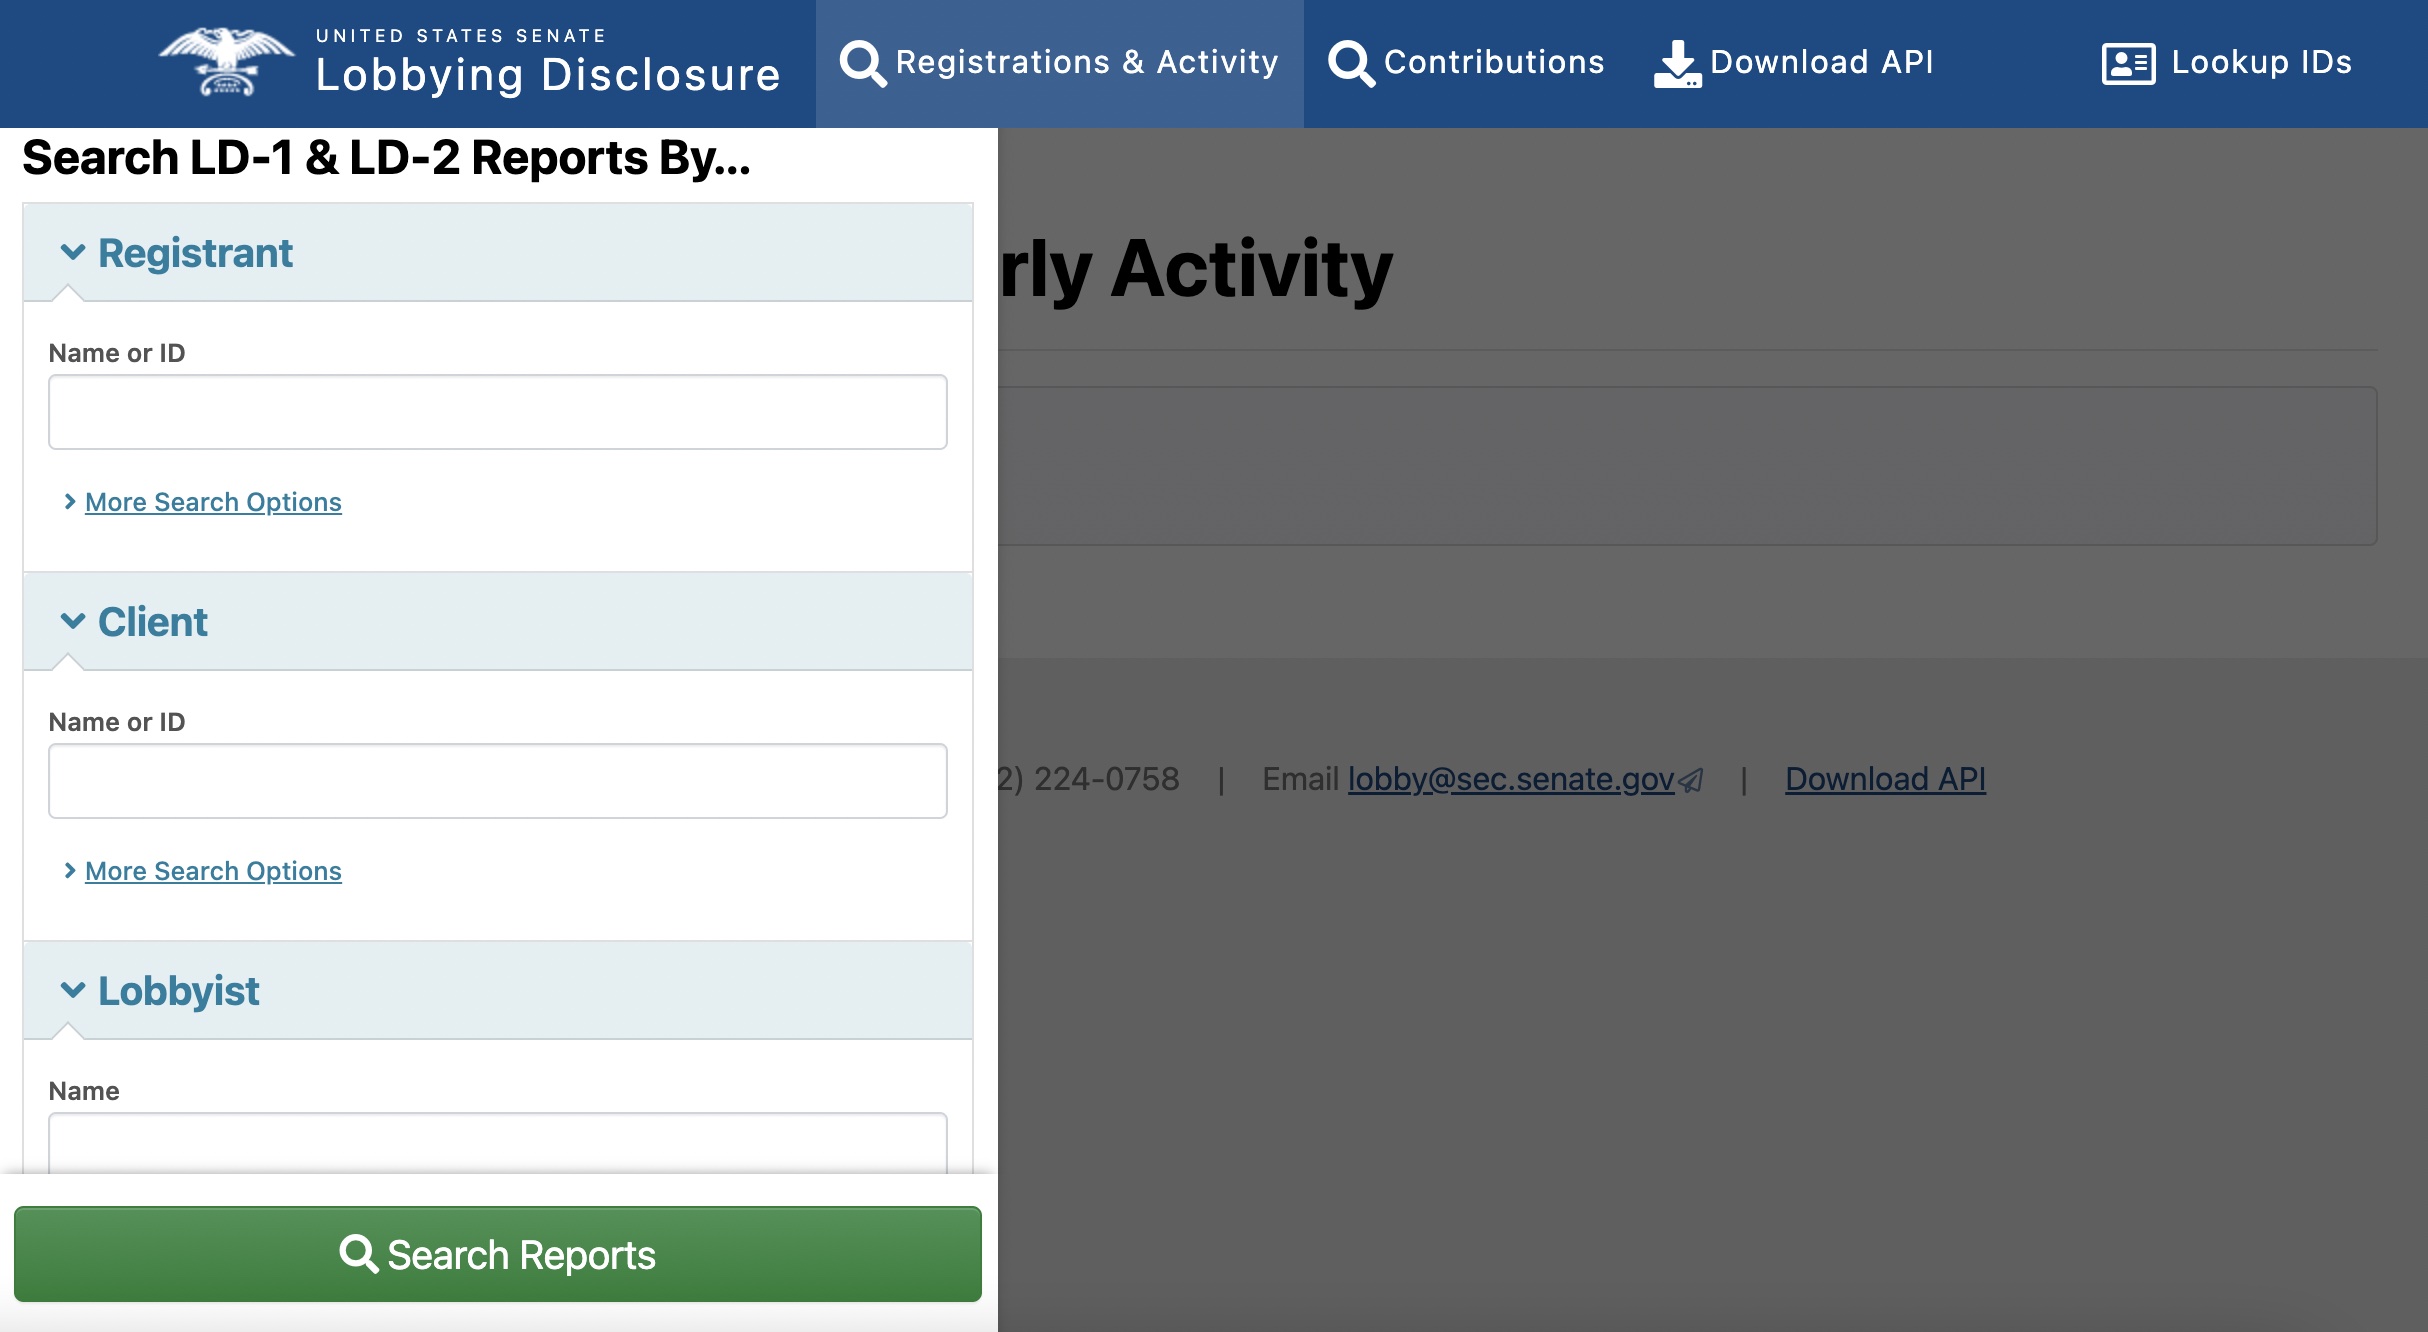 UNITED STATES SENATE
Lobbying Disclosure
Registrations & Activity
Contributions
Download API
Lookup IDs
Search LD-1 & LD-2 Reports By...
Registrant
Name or ID
More Search Options
Client
Name or ID
More Search Options
Lobbyist
Name
Search Reports
rly Activity
2) 224-0758 | Email lobby@sec.senate.gov | Download API